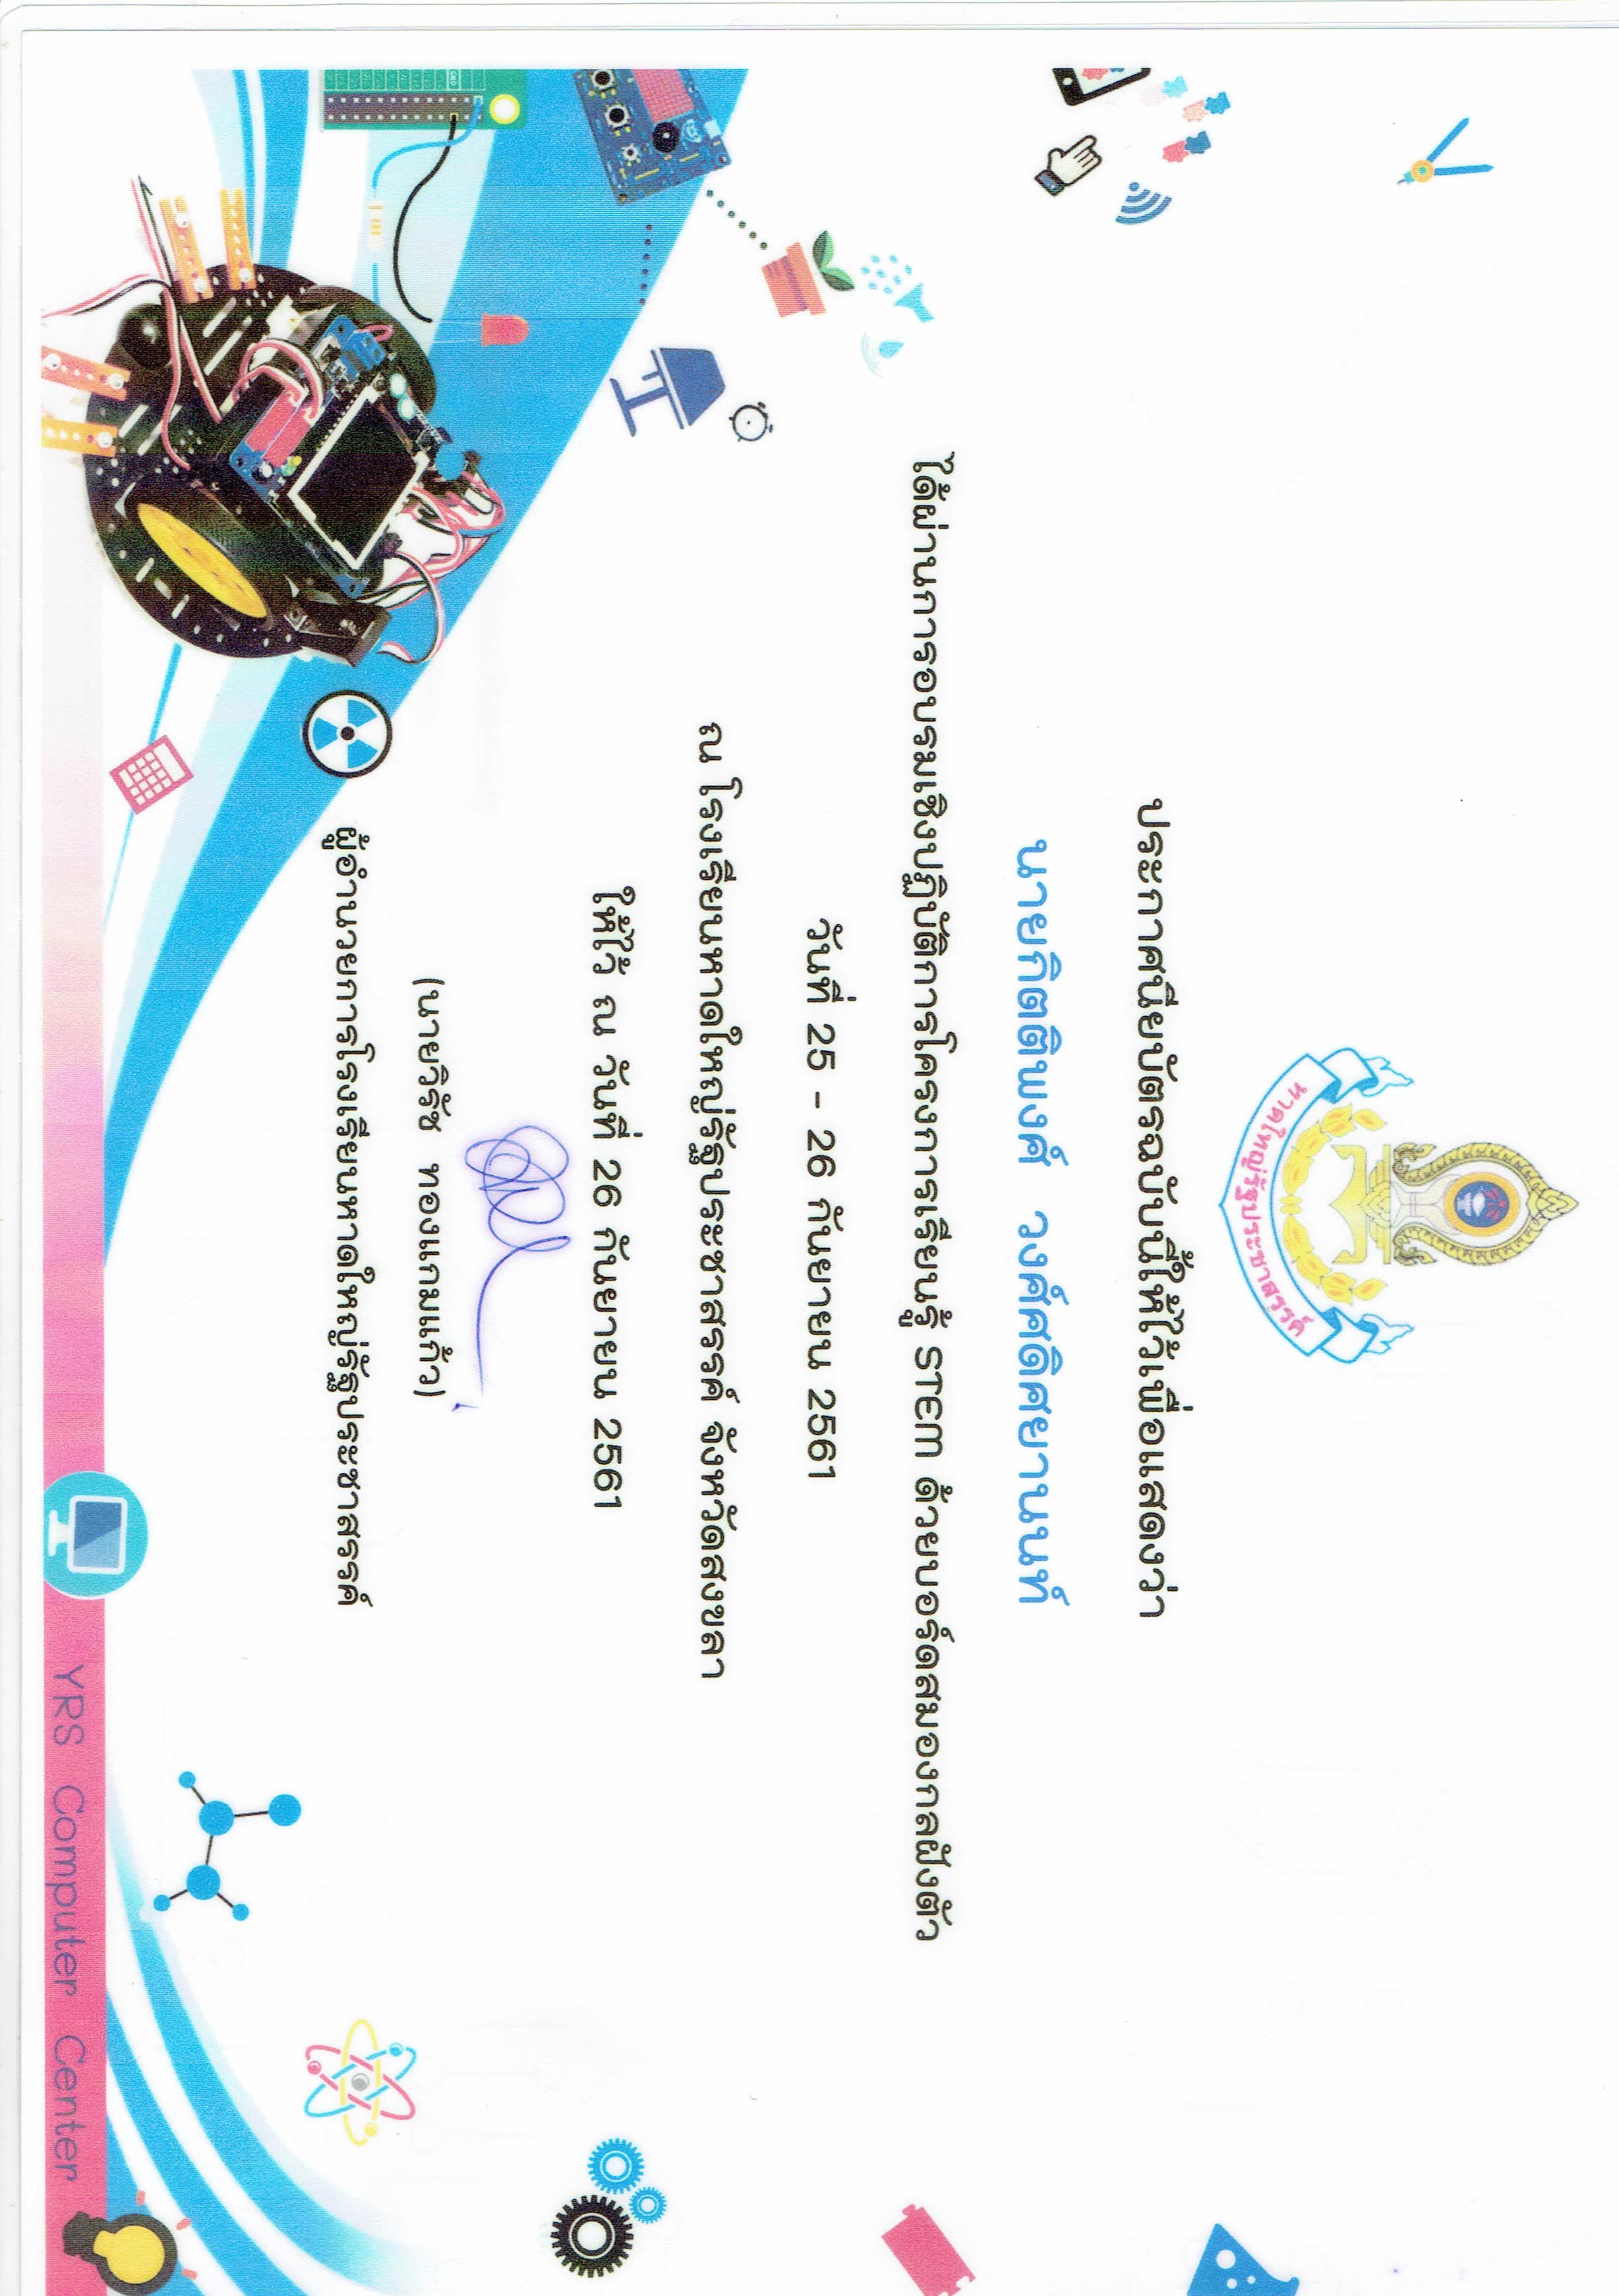 หาดใหญ่รัฐประชาสรรค์
ประกาศนียบัตรฉบับนี้ให้ไว้เพื่อแสดงว่า
นายกิตติพงศ์ วงศ์ศดิศยานนท์
ได้ผ่านการอบรมเชิงปฏิบัติการโครงการเรียนรู้ STEM ด้วยบอร์ดสมองกลฝังตัว
วันที่ 25 - 26 กันยายน 2561
ณ โรงเรียนหาดใหญ่รัฐประชาสรรค์ จังหวัดสงขลา
ให้ไว้ ณ วันที่ 26 กันยายน 2561
GND
(นายวิรัช ทองแกมแก้ว)
ผู้อำนวยการโรงเรียนหาดใหญ่รัฐประชาสรรค์
YRS Computer Center